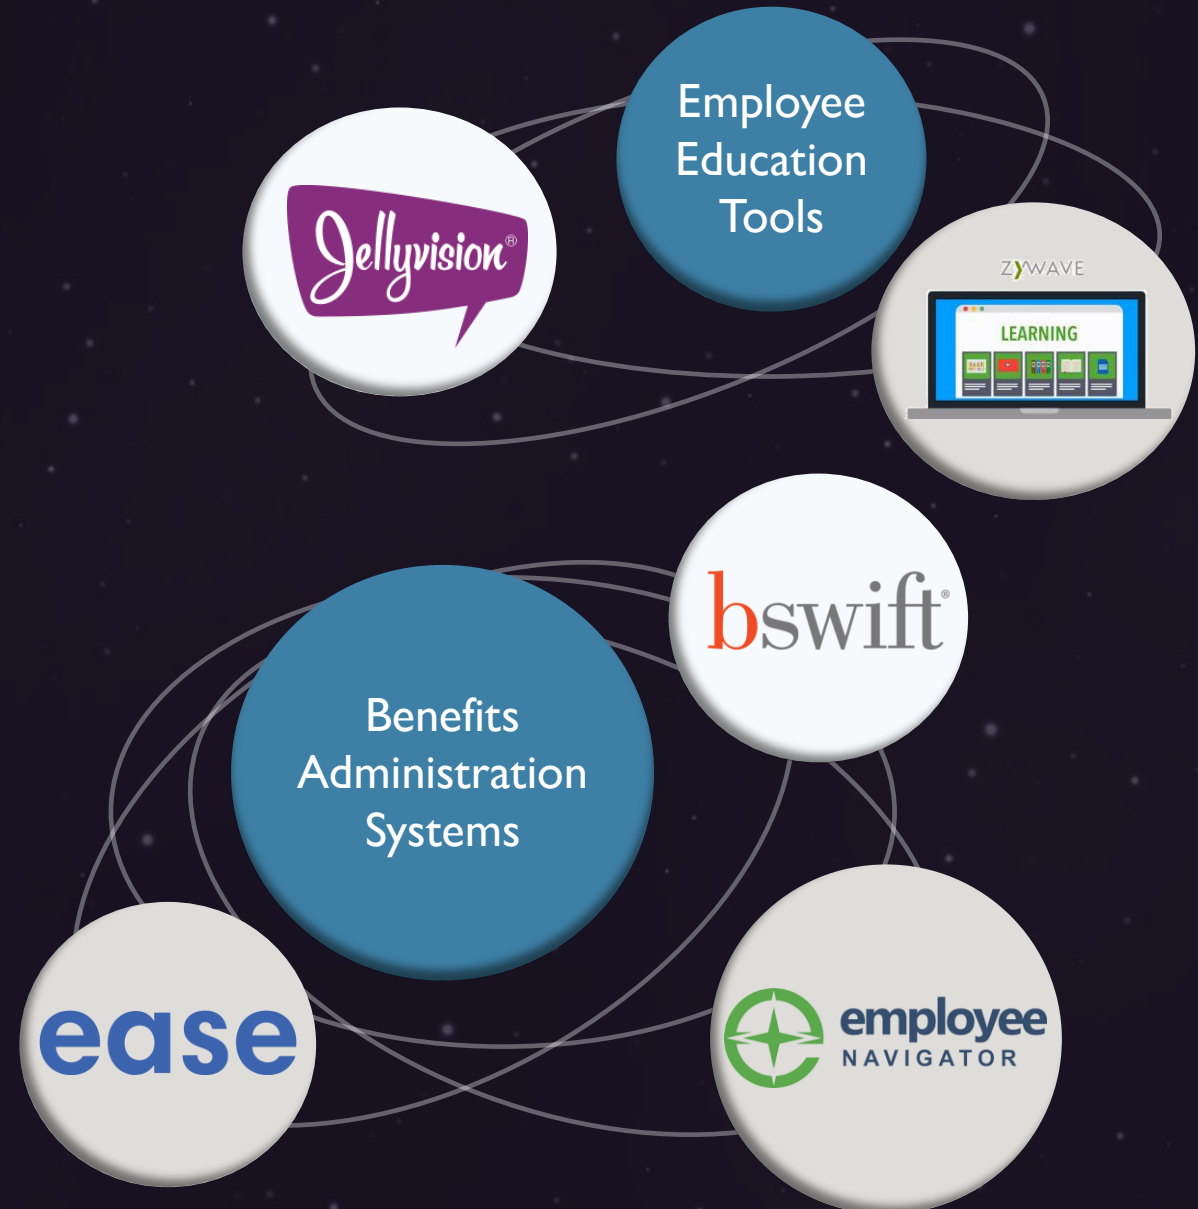 Employee
Education
Tools
Jellyvision®
ZYWAVE
LEARNING
bswift®
Benefits
Administration
Systems
ease
employee
NAVIGATOR